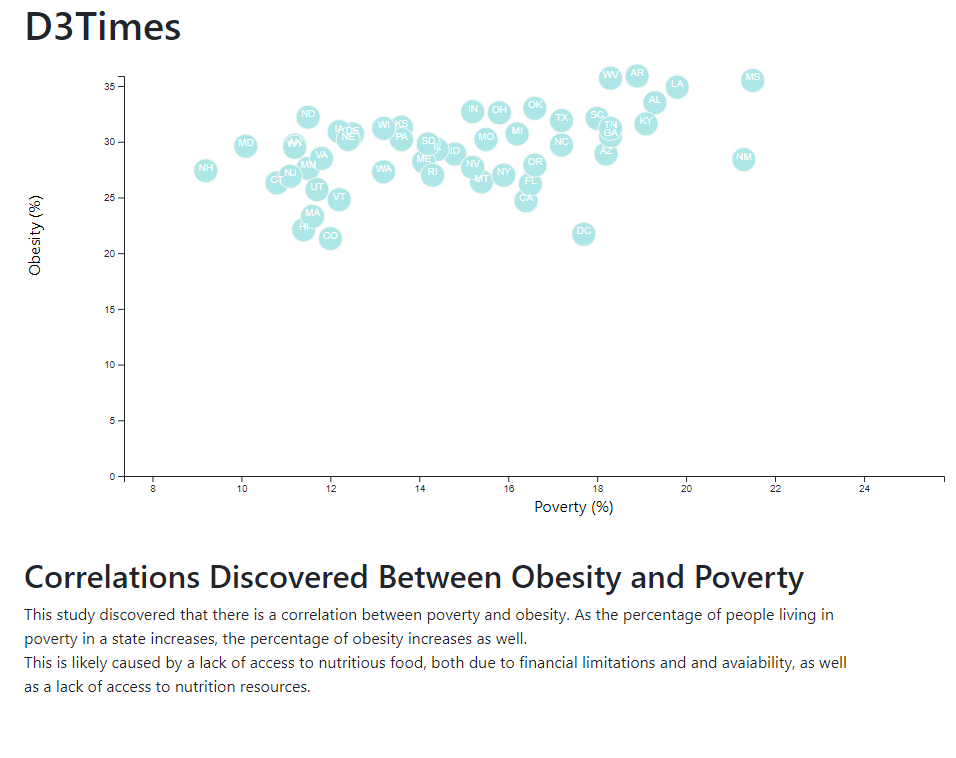 D3Times
35
30
25
20
15
10
5
0
Obesity (%)
WV AR MS
LA
AL
IN OH OK
ND TX SC KY
WI KS TN
IA DE MI GA
NE PA MO
MD WY SD NC
VA ID AZ
NH MN ME NV OR NM
CT NJ WA RI MT NY FL
UT
VT CA
MA
HI
CO DC
8 10 12 14 16 18 20 22 24
Poverty (%)
Correlations Discovered Between Obesity and Poverty
This study discovered that there is a correlation between poverty and obesity. As the percentage of people living in
poverty in a state increases, the percentage of obesity increases as well.
This is likely caused by a lack of access to nutritious food, both due to financial limitations and and avaiability, as well
as a lack of access to nutrition resources.